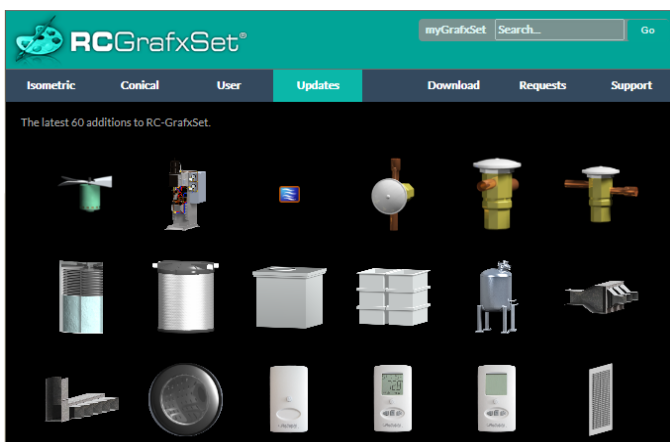 RCGrafxSet®
myGrafxSet Search... Go
Isometric Conical User Updates Download Requests Support
The latest 60 additions to RC-GrafxSet.